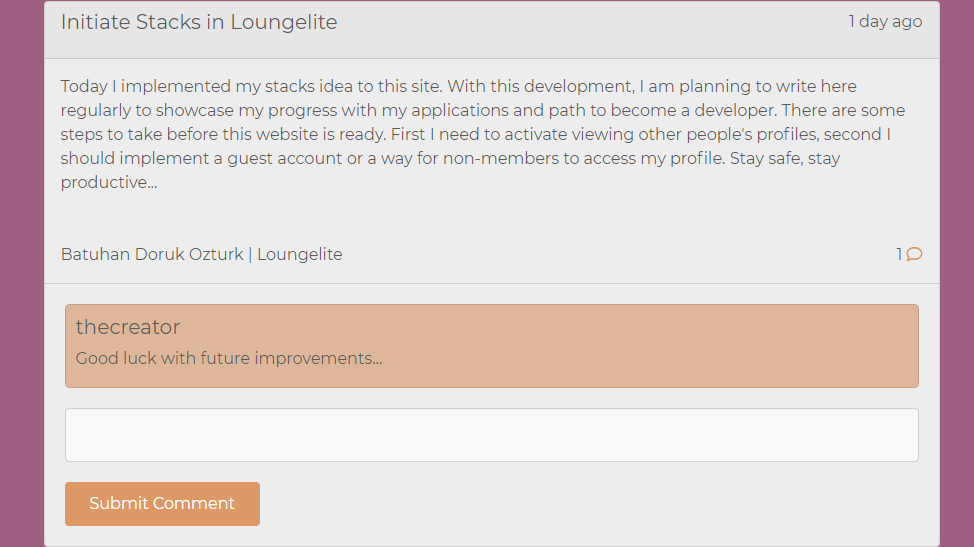 Initiate Stacks in Loungelite
1 day ago
Today I implemented my stacks idea to this site. With this development, I am planning to write here
regularly to showcase my progress with my applications and path to become a developer. There are some
steps to take before this website is ready. First I need to activate viewing other people's profiles, second I
should implement a guest account or a way for non-members to access my profile. Stay safe, stay
productive...
Batuhan Doruk Ozturk | Loungelite
1
thecreator
Good luck with future improvements...
Submit Comment